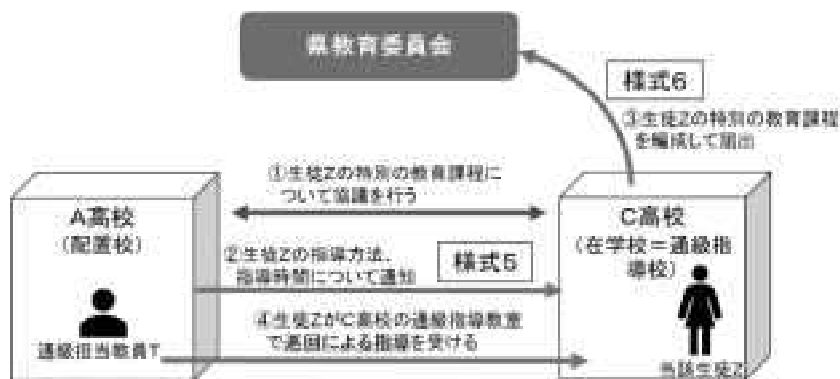 県教育委員会
様式6
③生徒Zの特別の教育課程
を編成して届出
①生徒Zの特別の教育課程に
ついて協議を行う
A高校
(配置校)
C高校
(在学校=通級指
導校)
②生徒Zの指導方法、
指導時間について通知
様式5
④生徒ZがC高校の通級指導教室
で巡回による指導を受ける
通級担当教員T
当該生徒Z